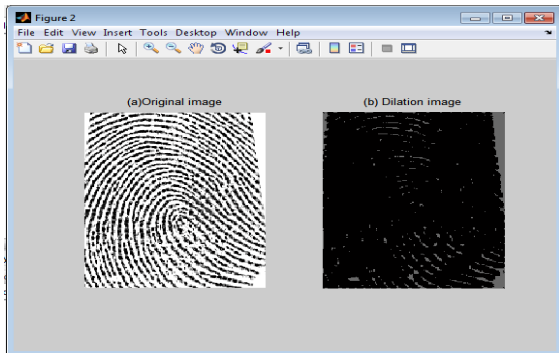 Figure 2
File Edit View Insert Tools Desktop Window Help
(a)Original image (b) Dilation image